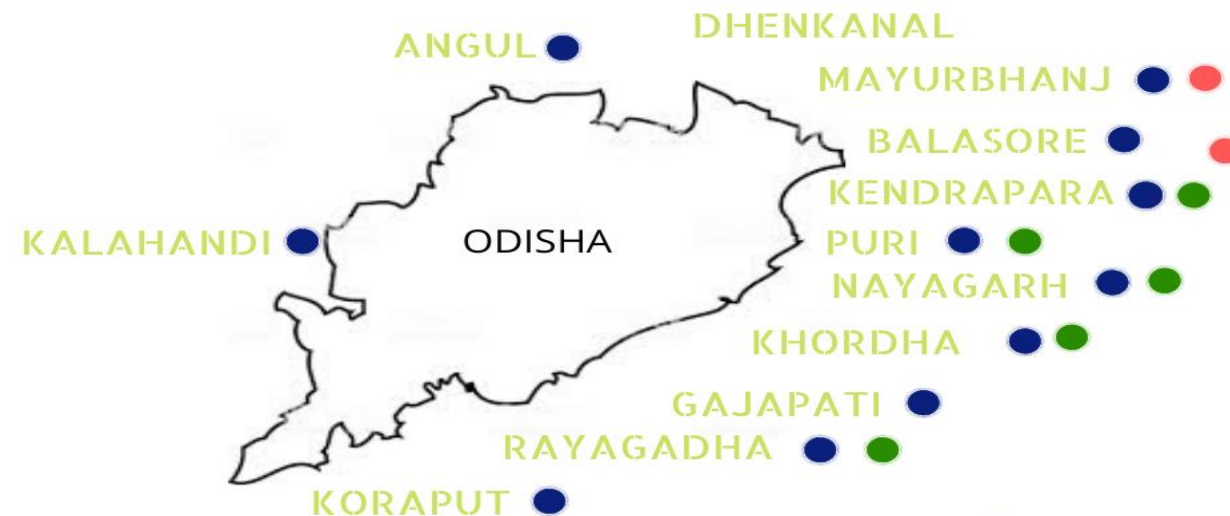 DHENKANAL
ANGUL
MAYURBHANJ
BALASORE
KENDRAPARA
KALAHANDI
ODISHA
PURI
NAYAGARH
KHORDHA
GAJAPATI
RAYAGADHA
KORAPUT